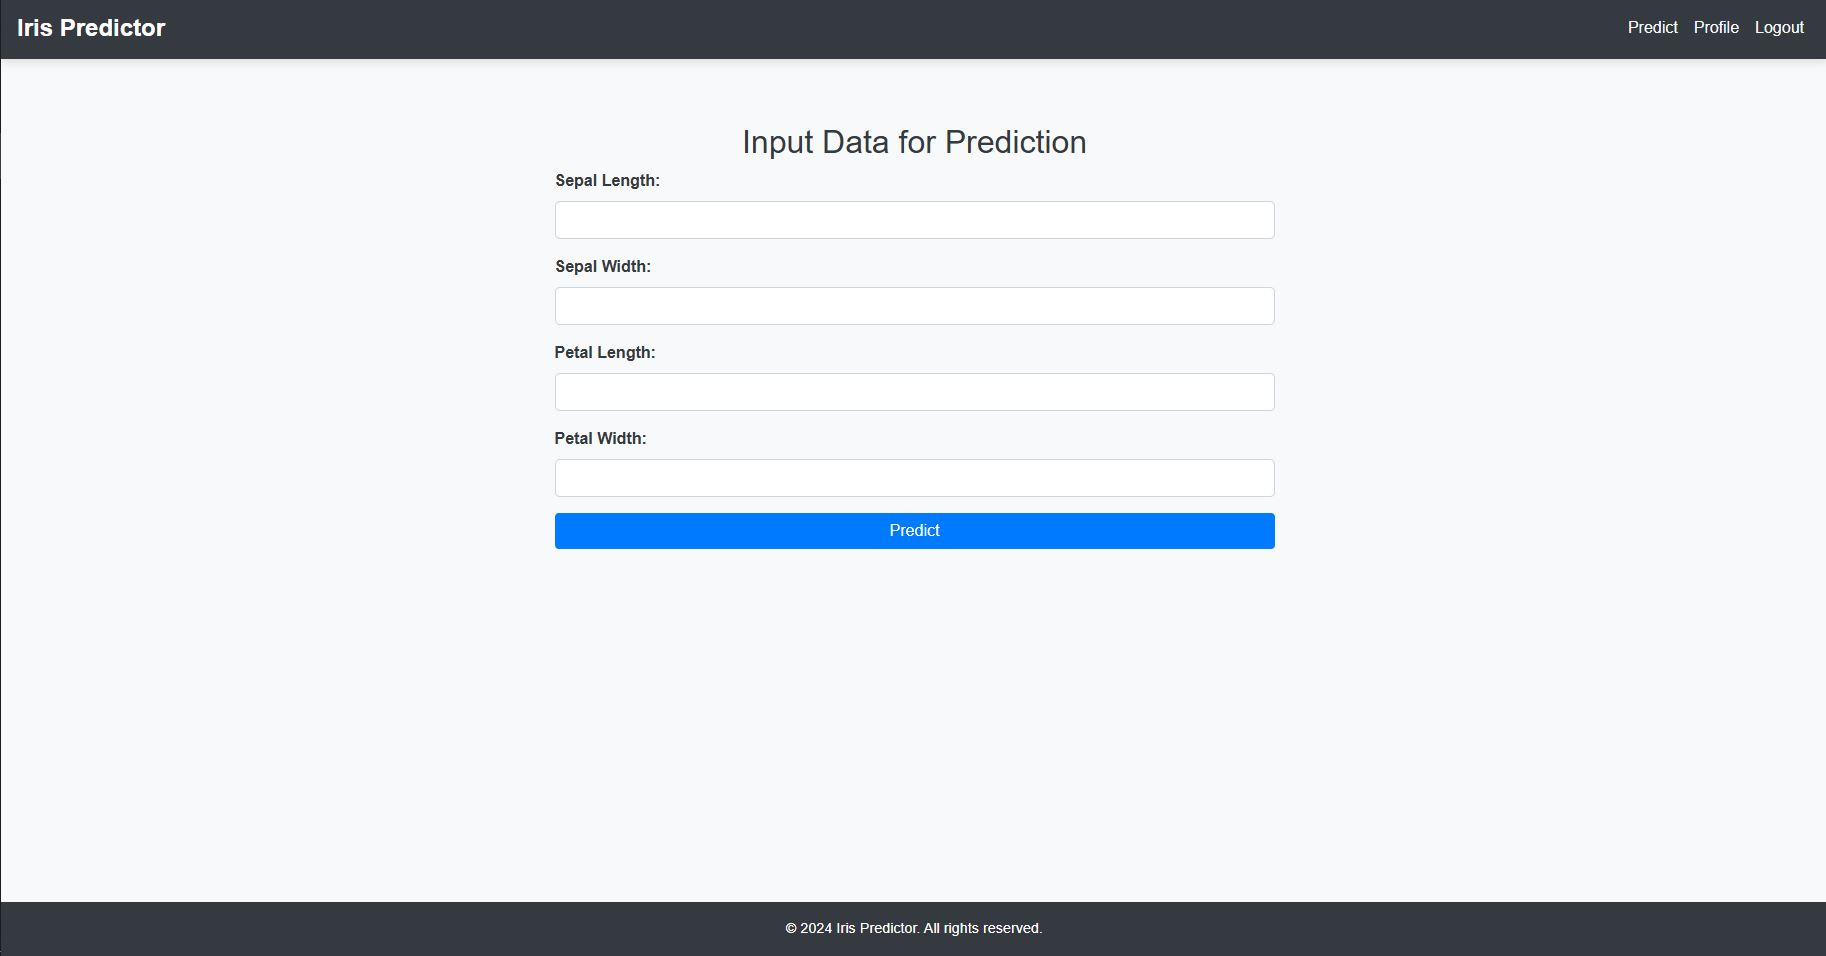 Iris Predictor
Predict Profile Logout
Input Data for Prediction
Sepal Length:
Sepal Width:
Petal Length:
Petal Width:
Predict
© 2024 Iris Predictor. All rights reserved.